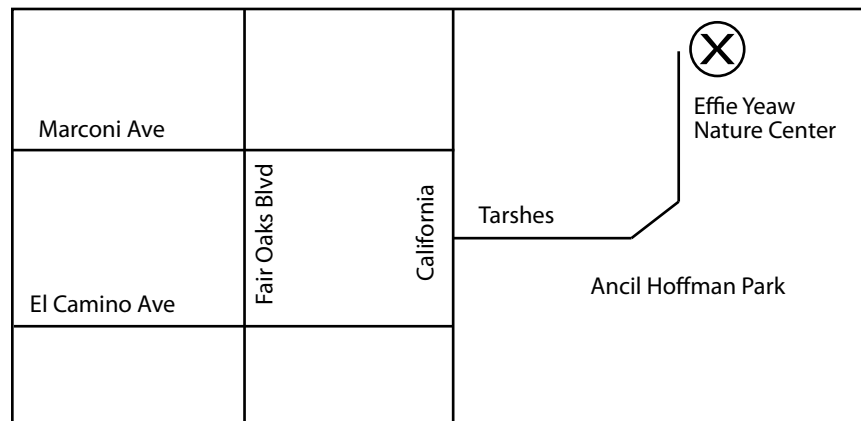 X
Effie Yeaw
Nature Center
Marconi Ave
Fair Oaks Blvd
California
Tarshes
Ancil Hoffman Park
El Camino Ave